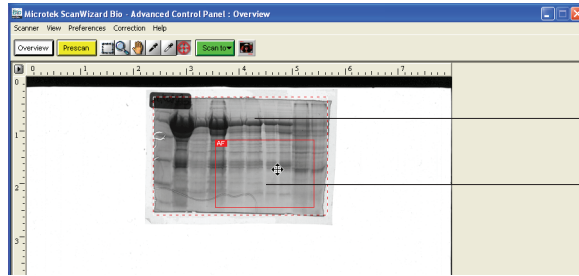 Microtek ScanWizard Bio - Advanced Control Panel : Overview
Scanner View Preferences Correction Help
Overview Prescan Scan to
0 1 2 3 4 5 6 7
0
1
AF
2
3